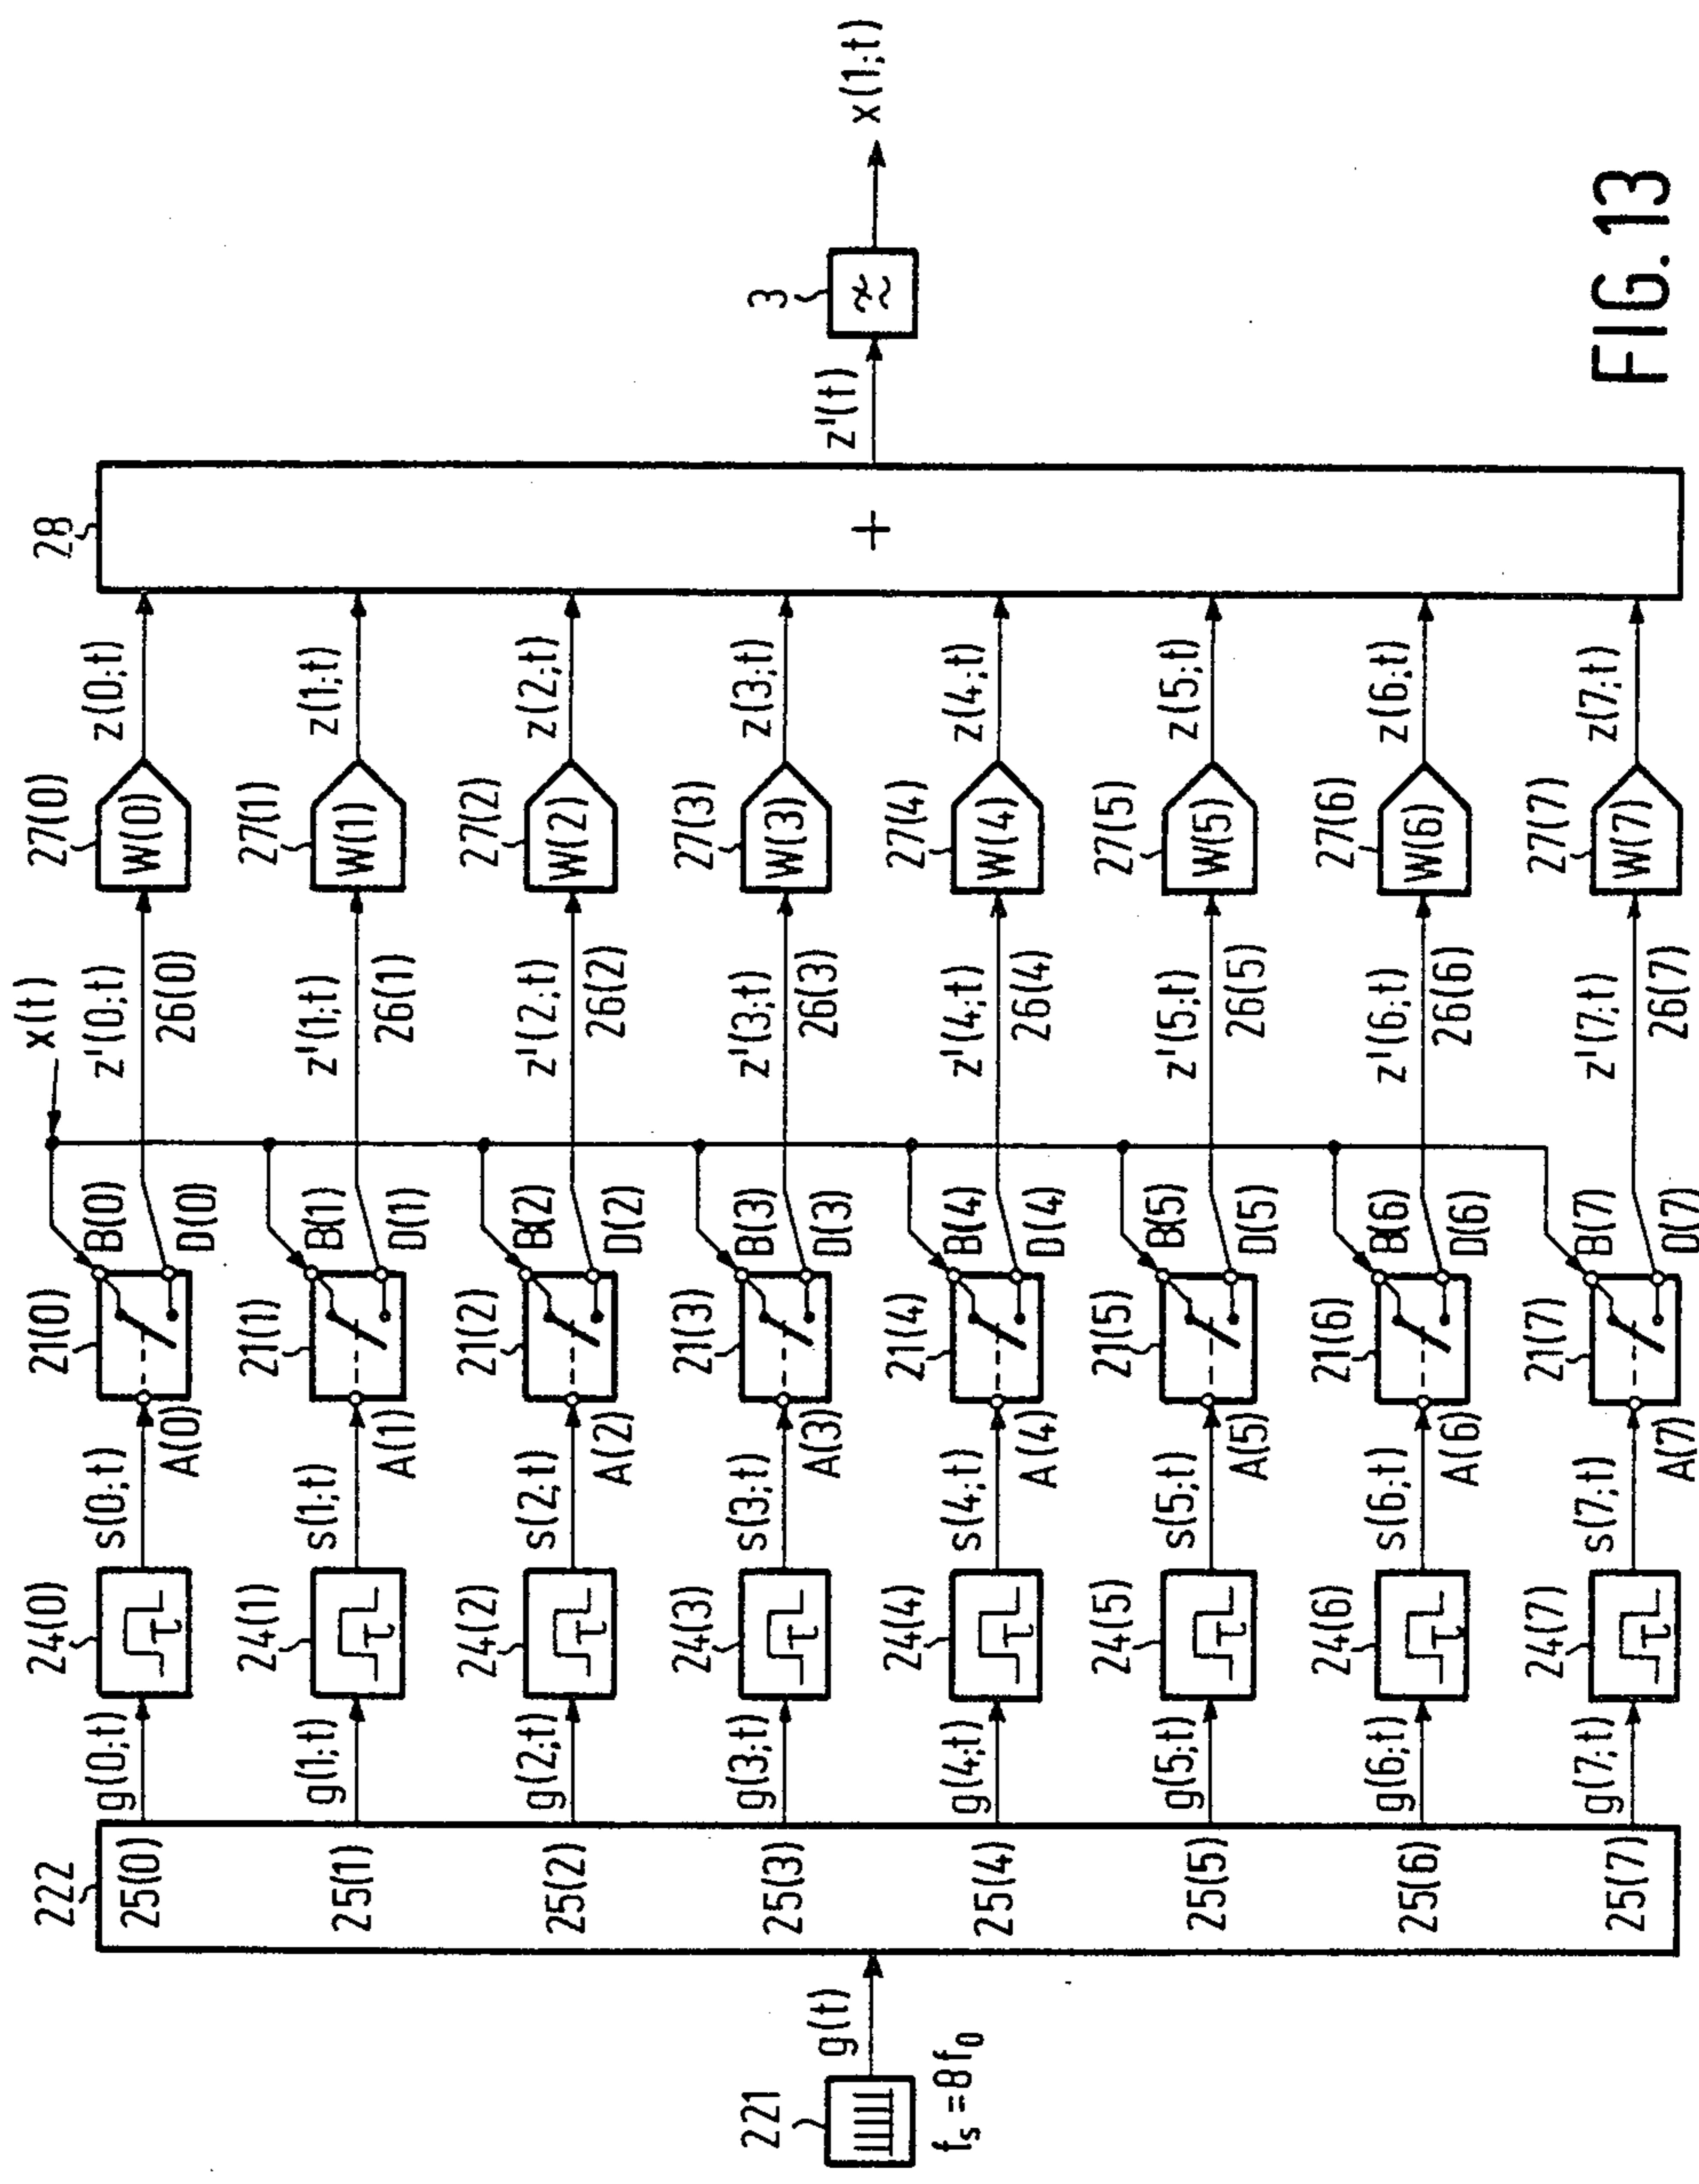 221
g(t)
fs = 8f0
222
25(0)
25(1)
25(2)
25(3)
25(4)
25(5)
25(6)
25(7)
g(0;t)
g(1;t)
g(2;t)
g(3;t)
g(4;t)
g(5;t)
g(6;t)
g(7;t)
24(0)
24(1)
24(2)
24(3)
24(4)
24(5)
24(6)
24(7)
τ
τ
τ
τ
τ
τ
τ
τ
s(0;t)
s(1;t)
s(2;t)
s(3;t)
s(4;t)
s(5;t)
s(6;t)
s(7;t)
A(0)
A(1)
A(2)
A(3)
A(4)
A(5)
A(6)
A(7)
21(0)
21(1)
21(2)
21(3)
21(4)
21(5)
21(6)
21(7)
B(0)
B(1)
B(2)
B(3)
B(4)
B(5)
B(6)
B(7)
D(0)
D(1)
D(2)
D(3)
D(4)
D(5)
D(6)
D(7)
x(t)
z'(0;t)
z'(1;t)
z'(2;t)
z'(3;t)
z'(4;t)
z'(5;t)
z'(6;t)
z'(7;t)
26(0)
26(1)
26(2)
26(3)
26(4)
26(5)
26(6)
26(7)
27(0)
27(1)
27(2)
27(3)
27(4)
27(5)
27(6)
27(7)
W(0)
W(1)
W(2)
W(3)
W(4)
W(5)
W(6)
W(7)
z(0;t)
z(1;t)
z(2;t)
z(3;t)
z(4;t)
z(5;t)
z(6;t)
z(7;t)
28
+
z'(t)
3
x(1;t)
FIG.13